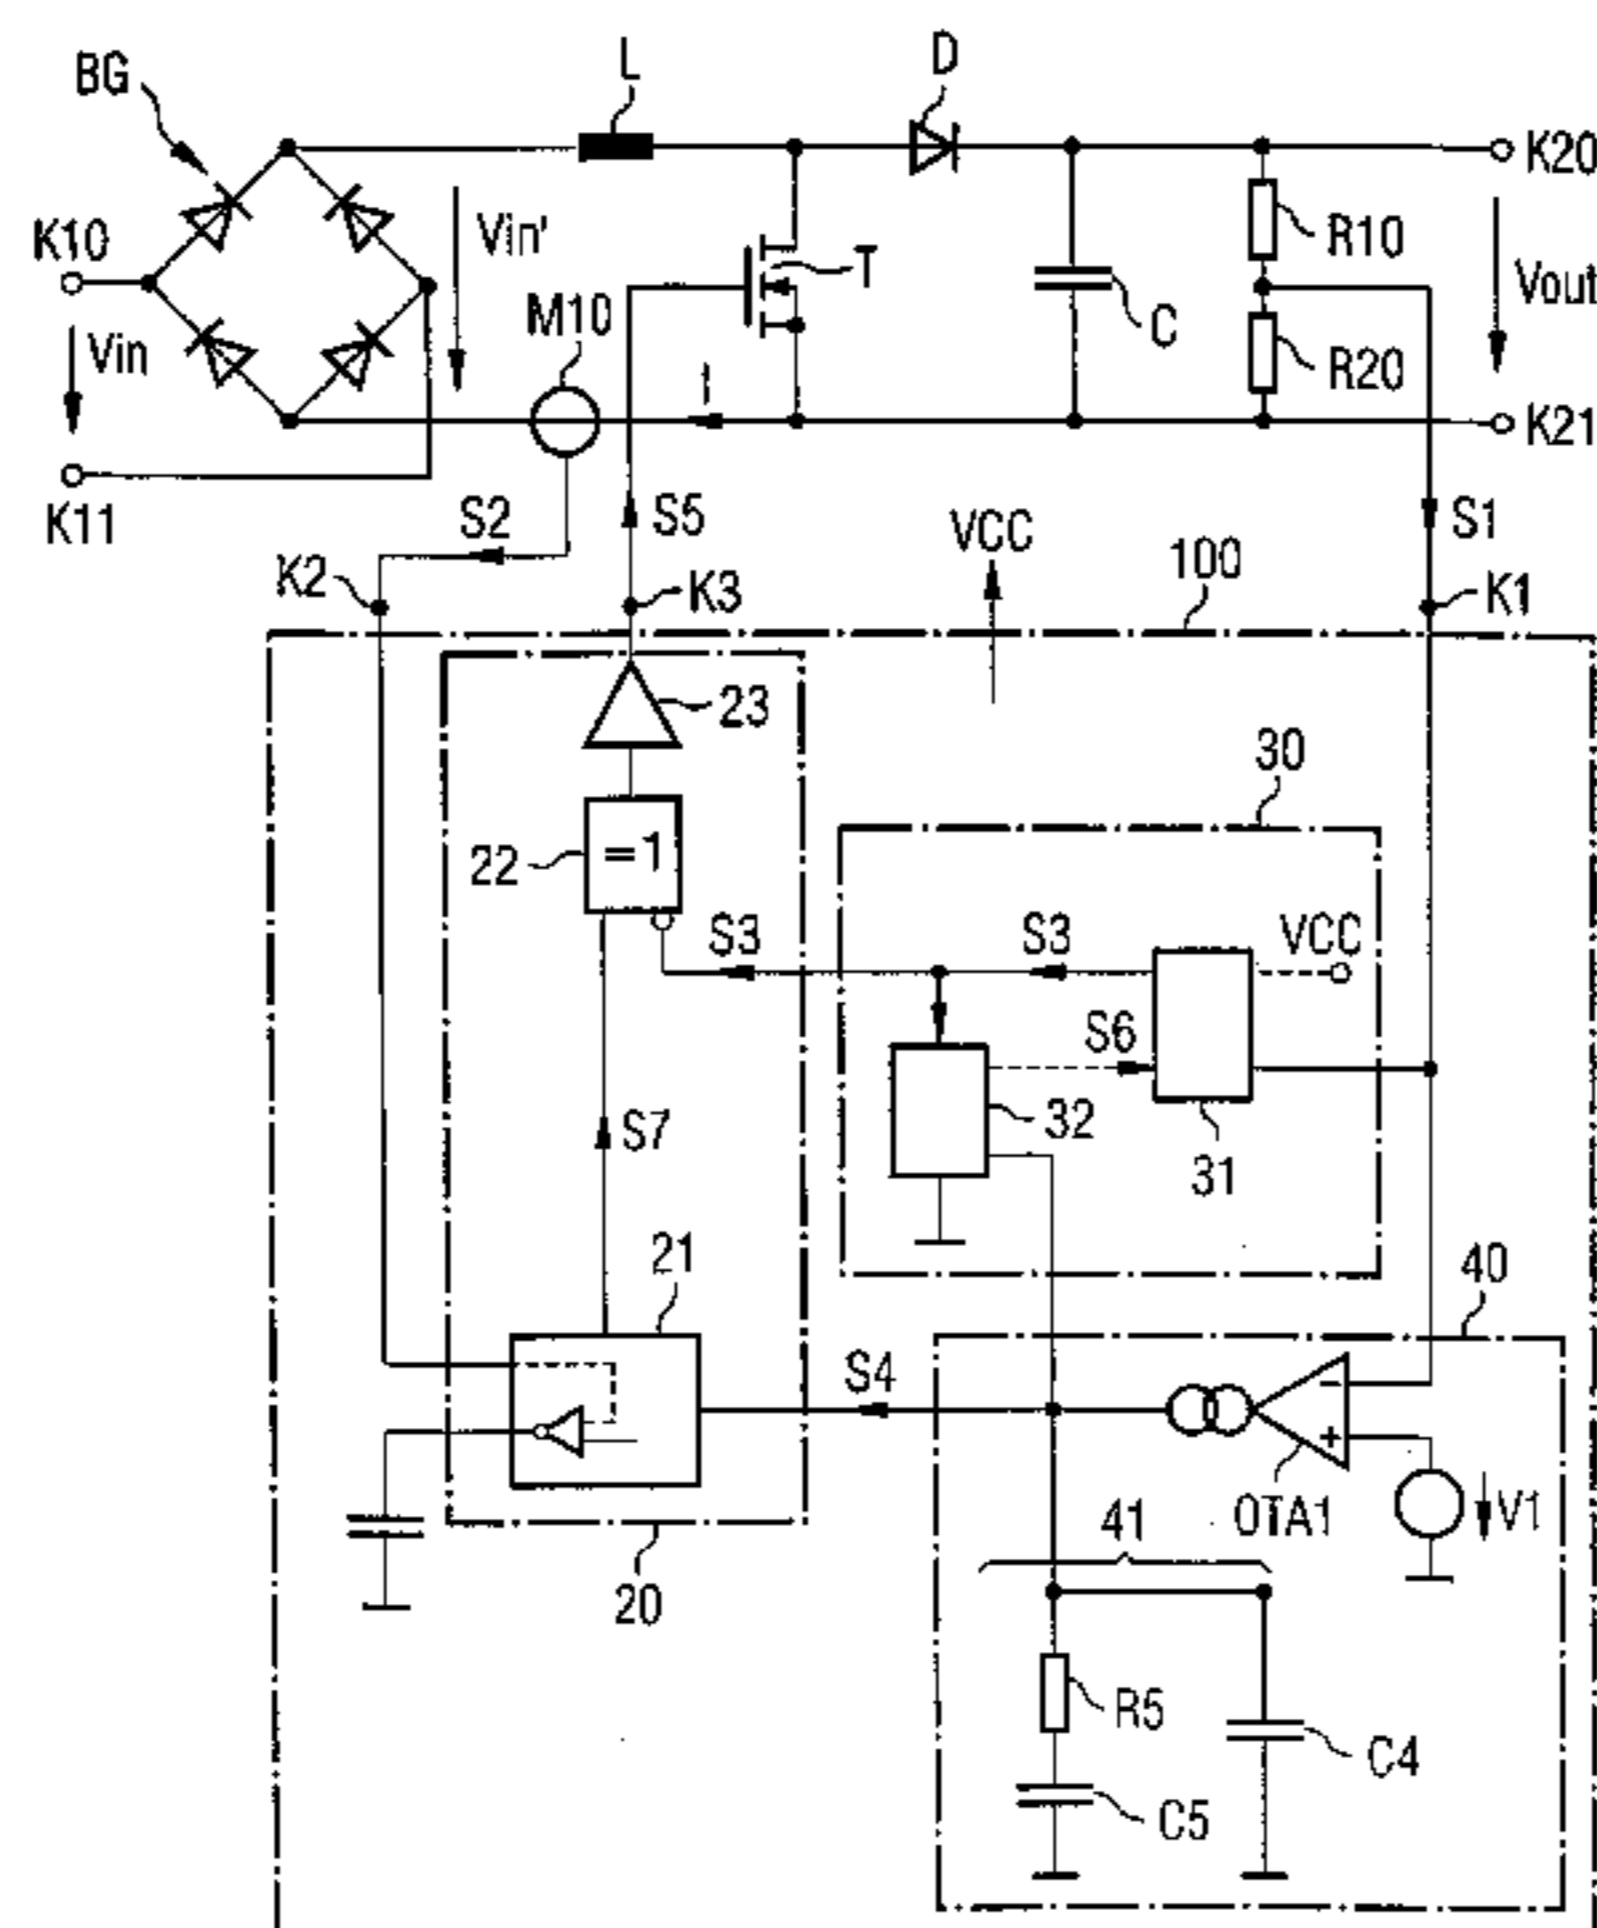 BG
L
D
K20
K10
Vin'
T
R10
Vout
M10
C
Vin
I
R20
K21
K11
S2
S5
VCC
100
S1
K2
K3
K1
23
30
22
=1
S3
S3
VCC
S6
32
S7
31
21
40
S4
-
+
41
OTA1
V1
20
R5
C4
C5